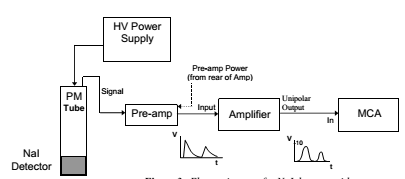 HV Power
Supply
PM
Tube
Signal
Pre-amp Power
(from rear of Amp)
Pre-amp
Input
Amplifier
Unipolar
Output
In
MCA
NaI
Detector
V
t
V
10
t